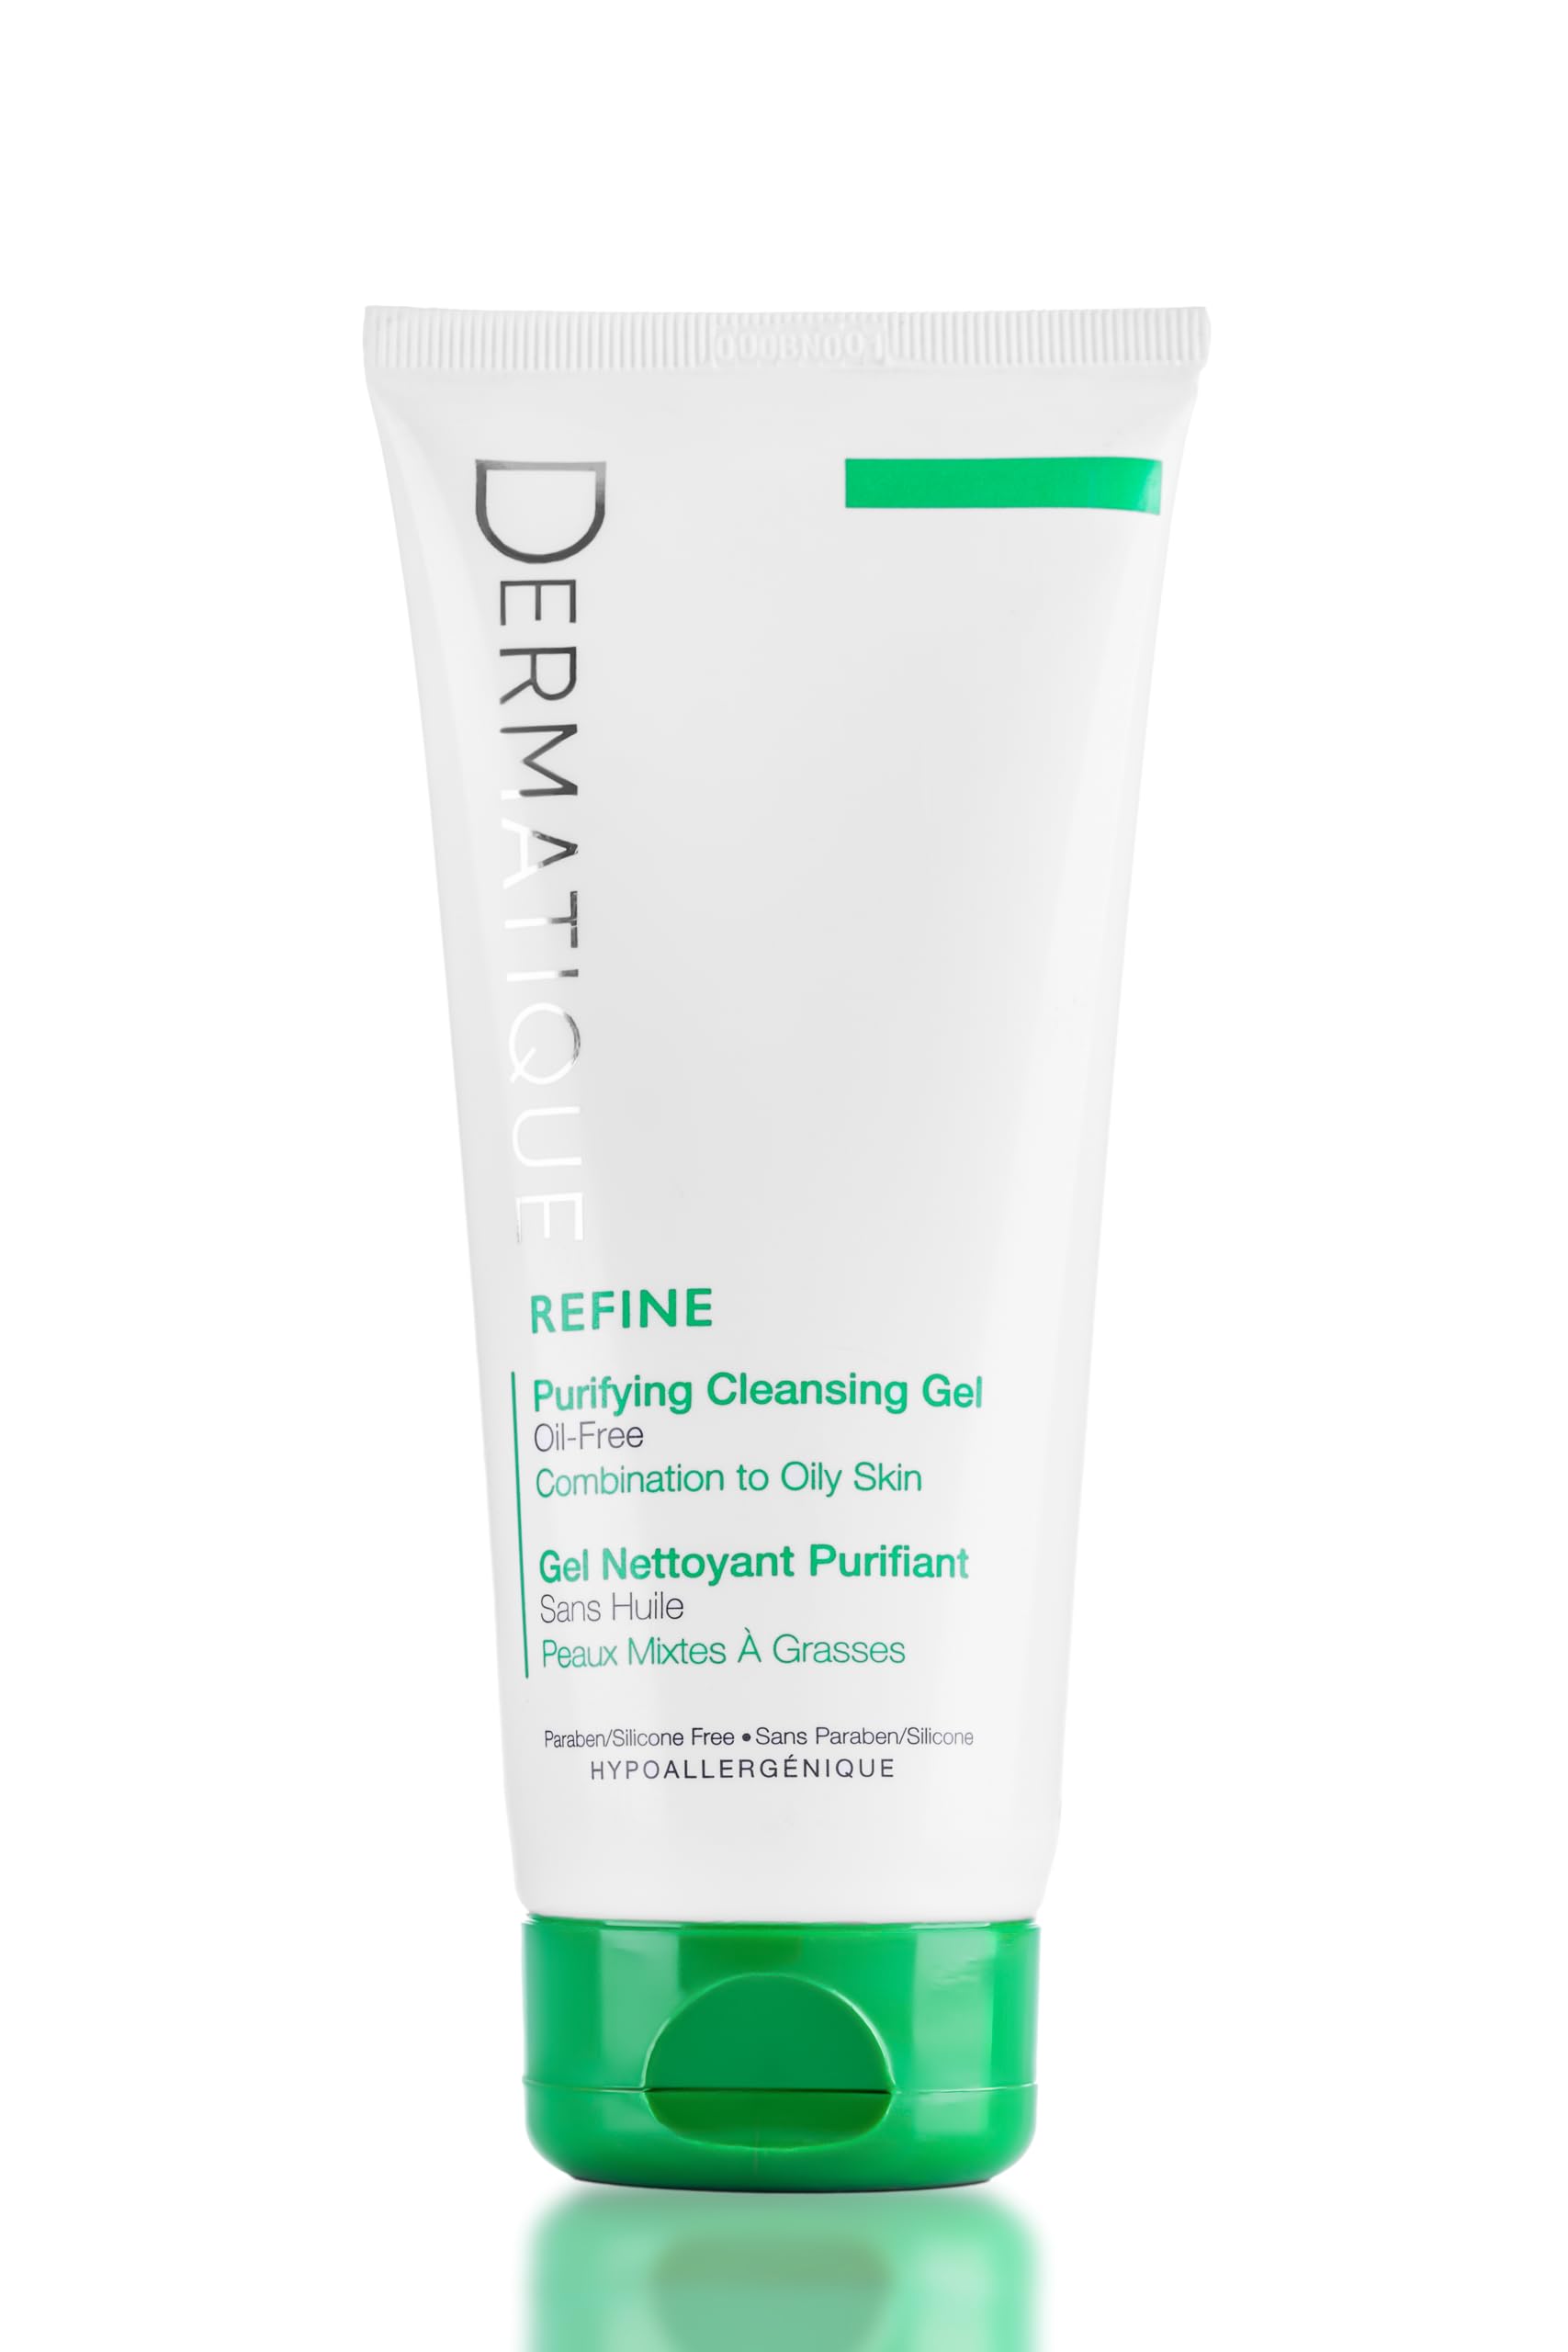 000BN001
DERMATIQUE
REFINE
Purifying Cleansing Gel
Oil-Free
Combination to Oily Skin
Gel Nettoyant Purifiant
Sans Huile
Peaux Mixtes À Grasses
Paraben/Silicone Free • Sans Paraben/Silicone
HYPOALLERGÉNIQUE